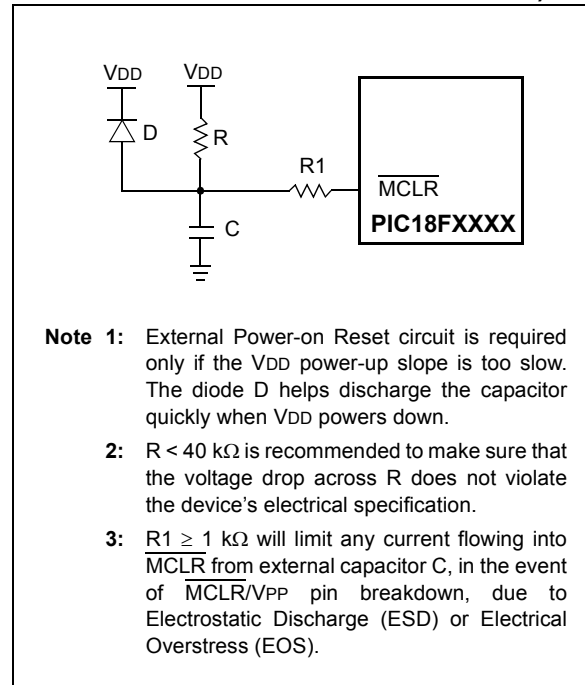 VDD VDD
D
R
R1
MCLR
PIC18FXXXX
C
Note 1: External Power-on Reset circuit is required
only if the VDD power-up slope is too slow.
The diode D helps discharge the capacitor
quickly when VDD powers down.
2: R < 40 kΩ is recommended to make sure that
the voltage drop across R does not violate
the device's electrical specification.
3: R1 ≥ 1 kΩ will limit any current flowing into
MCLR from external capacitor C, in the event
of MCLR/VPP pin breakdown, due to
Electrostatic Discharge (ESD) or Electrical
Overstress (EOS).